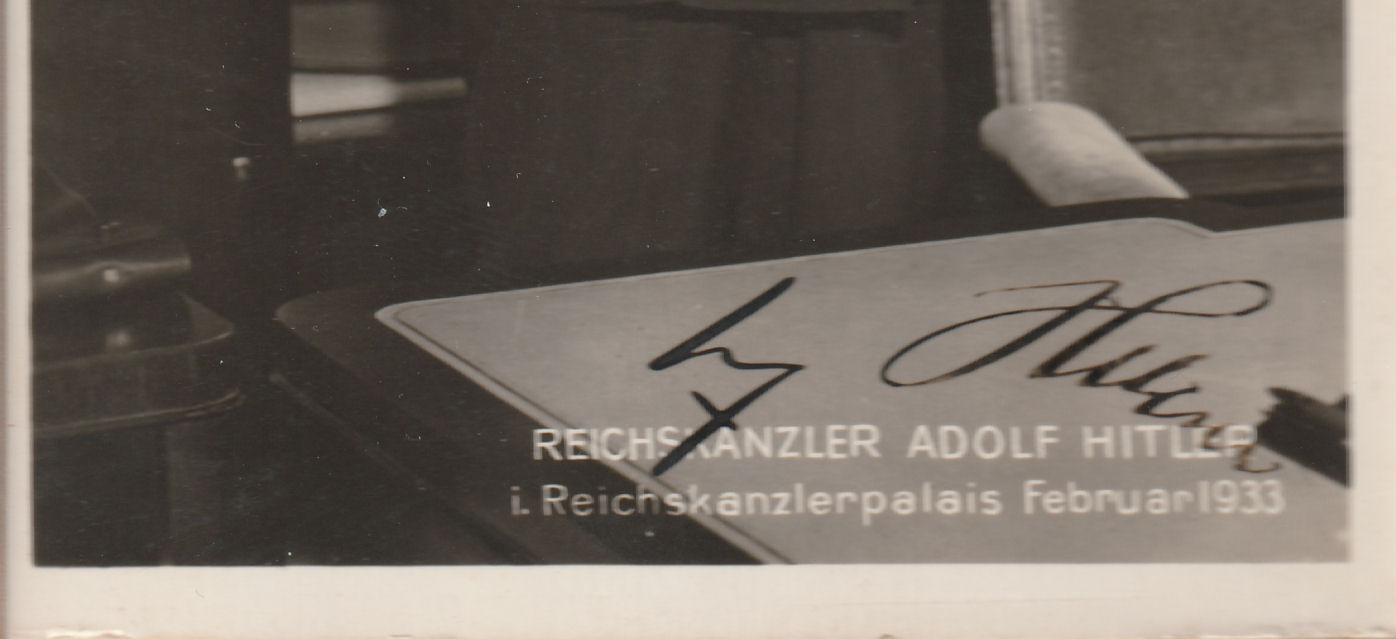 REICHSKANZLER ADOLF HITLER
i. Reichskanzlerpalais Februar 1933